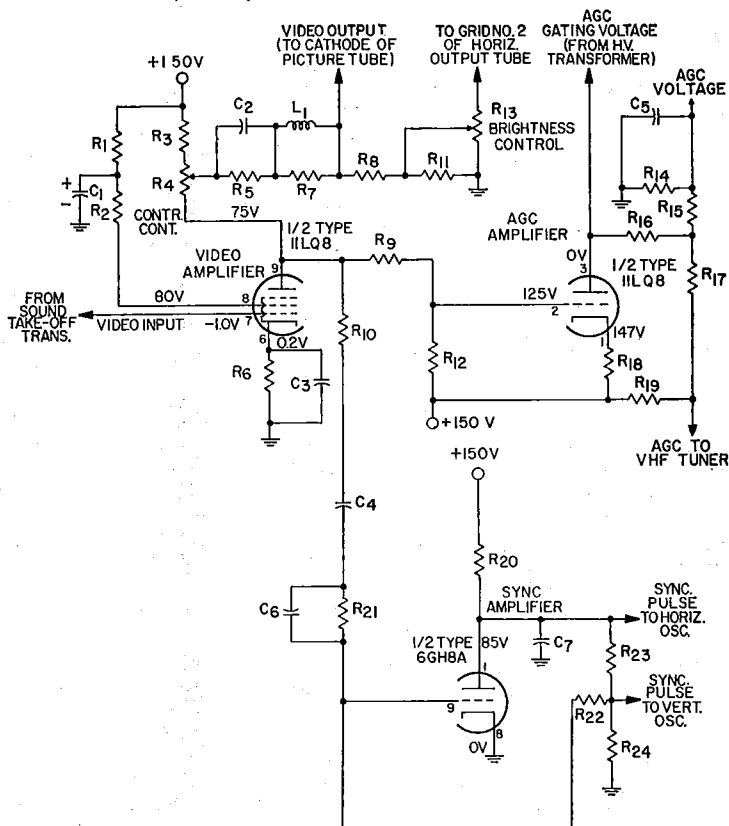 VIDEO OUTPUT
(TO CATHODE OF
PICTURE TUBE)
TO GRID NO. 2
OF HORIZ.
OUTPUT TUBE
AGC
GATING VOLTAGE
(FROM H.V.
TRANSFORMER)
AGC
VOLTAGE
+150V
C2
L1
R13
BRIGHTNESS
CONTROL
C5
R1
R3
R4
R5
R7
R8
R11
R14
R15
+
C1
-
R2
CONTR.
CONT.
75V
1/2 TYPE
11LQ8
VIDEO
AMPLIFIER
9
R9
AGC
AMPLIFIER
R16
0V
3
1/2 TYPE
11LQ8
R17
FROM
SOUND
TAKE-OFF
TRANS.
80V
8
VIDEO INPUT
-1.0V
7
6
0.2V
R10
125V
2
147V
1
R6
C3
R12
R18
R19
+150 V
AGC TO
VHF TUNER
+150V
C4
R20
C6
R21
SYNC
AMPLIFIER
1/2 TYPE
6GH8A
85V
1
C7
SYNC.
PULSE
TO HORIZ.
OSC.
R23
9
8
0V
R22
SYNC.
PULSE
TO VERT.
OSC.
R24